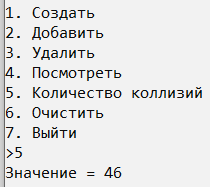 1. Создать
2. Добавить
3. Удалить
4. Посмотреть
5. Количество коллизий
6. Очистить
7. Выйти
>5
Значение = 46